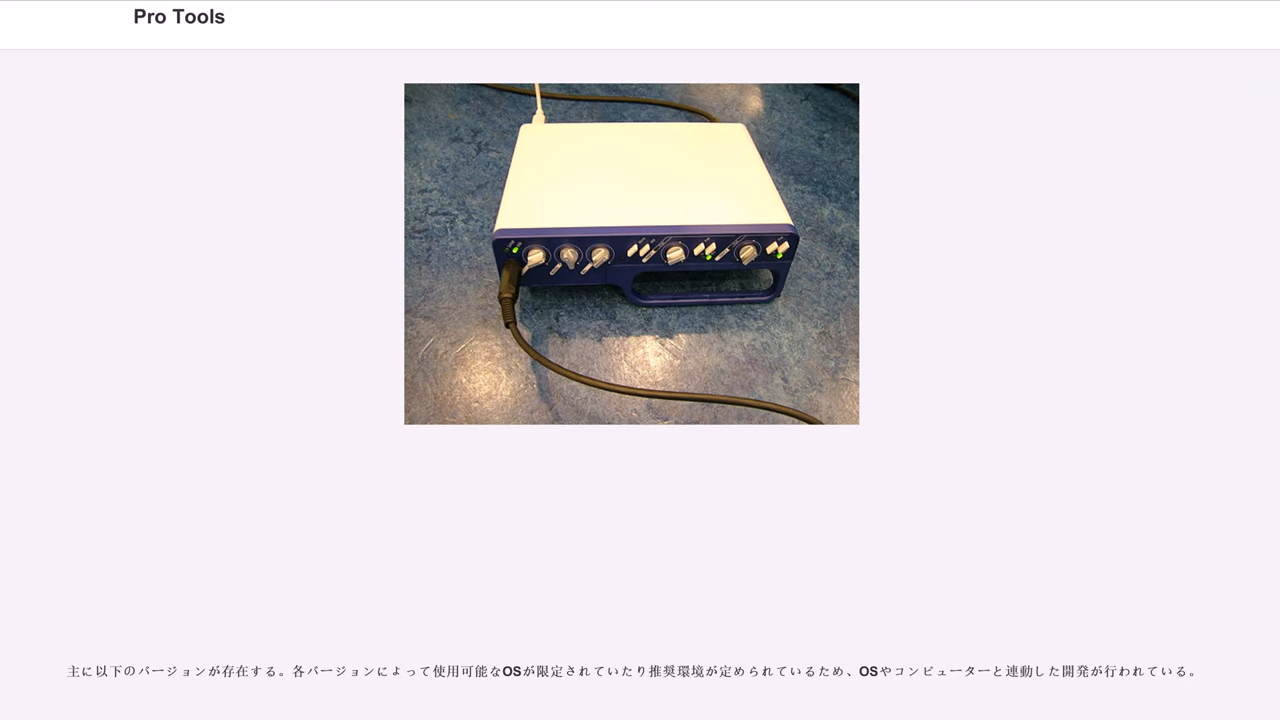 Pro Tools
主に以下のバージョンが存在する。各バージョンによって使用可能なOSが限定されていたり推奨環境が定められているため、OSやコンピューターと連動した開発が行われている。